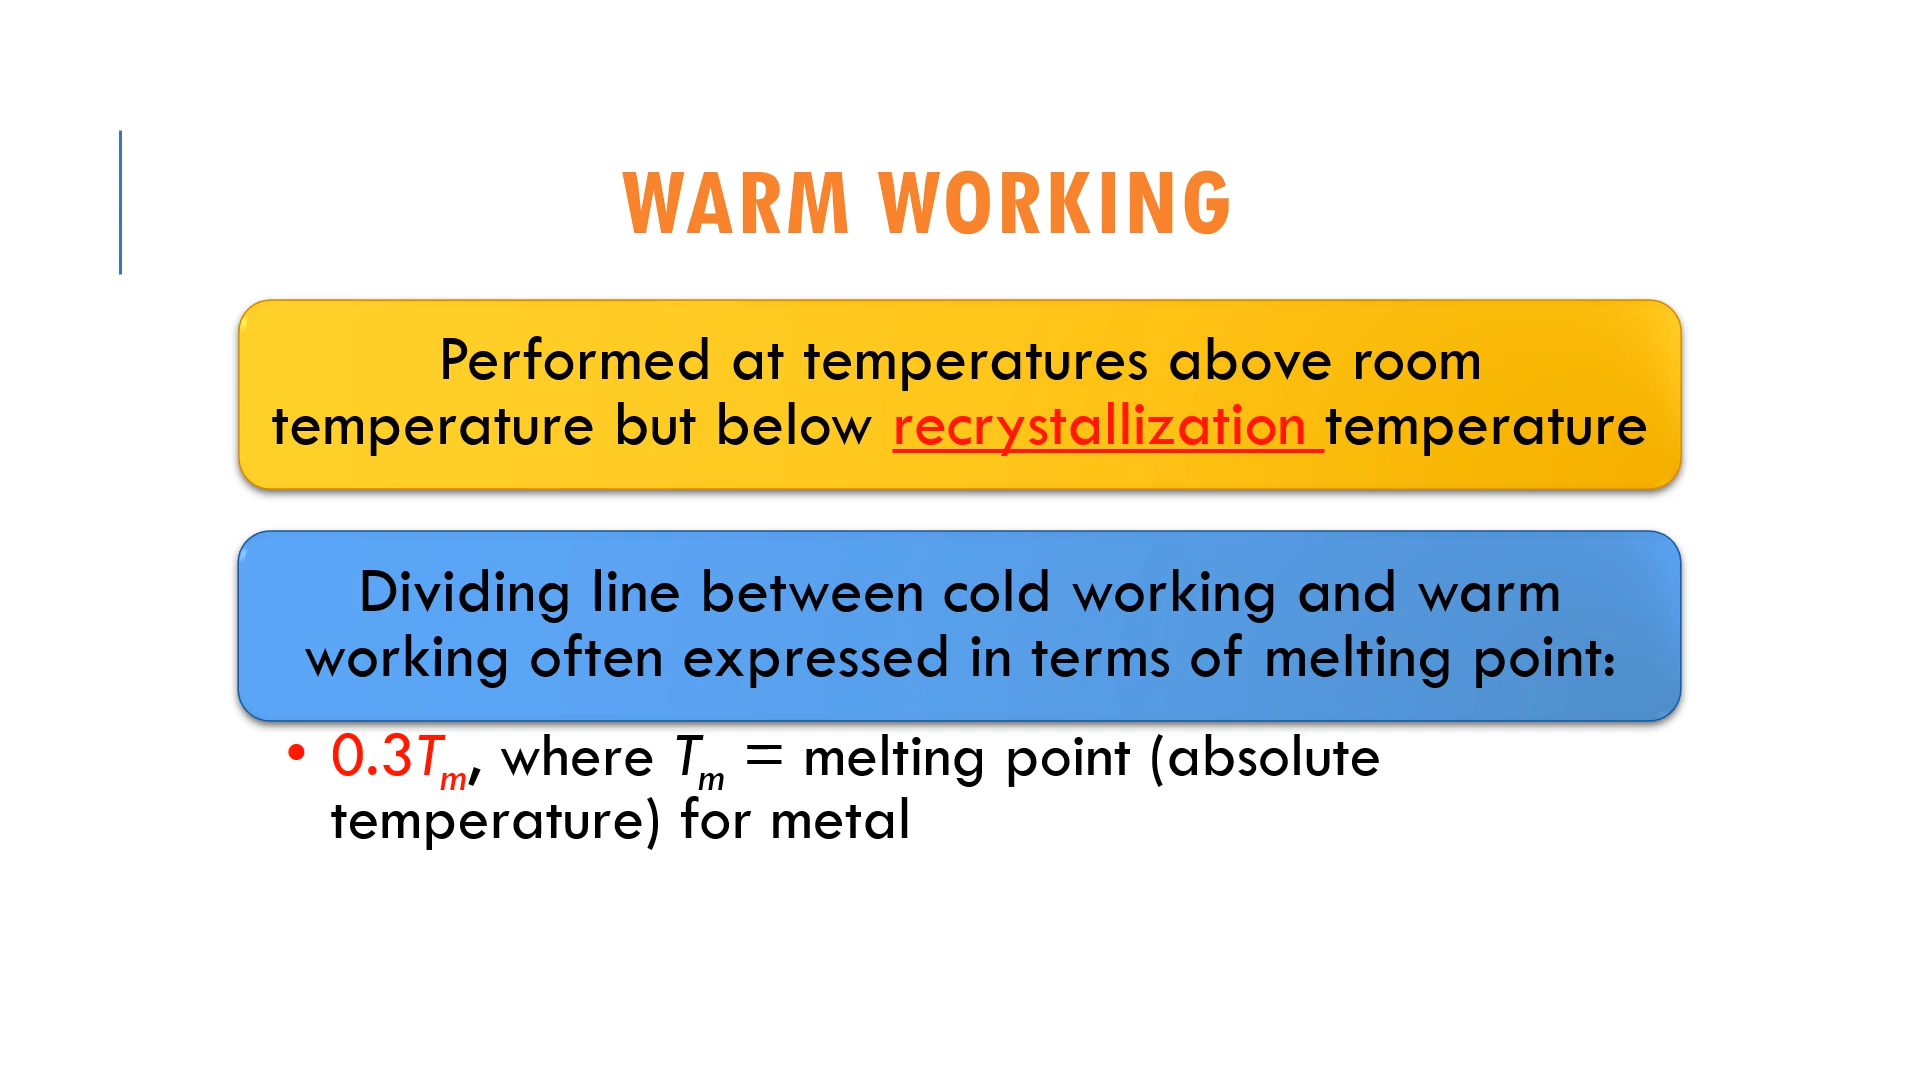 WARM WORKING
Performed at temperatures above room
temperature but below recrystallization temperature
Dividing line between cold working and warm
working often expressed in terms of melting point:
• 0.3Tm, where Tm = melting point (absolute
temperature) for metal